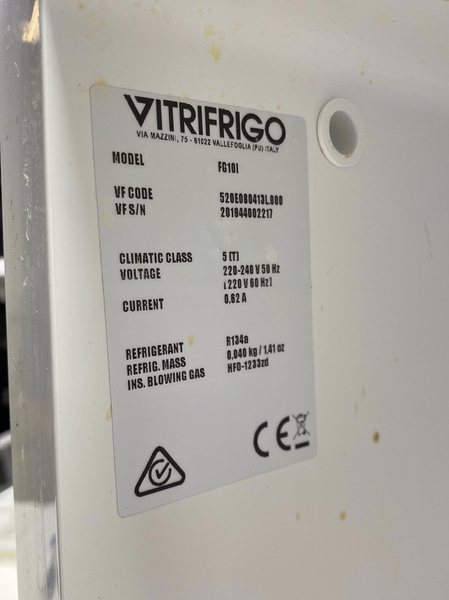 VITRIFRIGO
VIA MAZZINI, 75 - 61022 VALLEFOGLIA (PU) ITALY
MODEL FG10I
VF CODE 520E080413L000
VF S/N 201944002217
CLIMATIC CLASS 5 (T)
VOLTAGE 220-240 V 50 Hz
[ 220 V 60 Hz ]
CURRENT 0.62 A
REFRIGERANT R134a
REFRIG. MASS 0,040 kg / 1,41 oz
INS. BLOWING GAS HFO-1233zd
CE